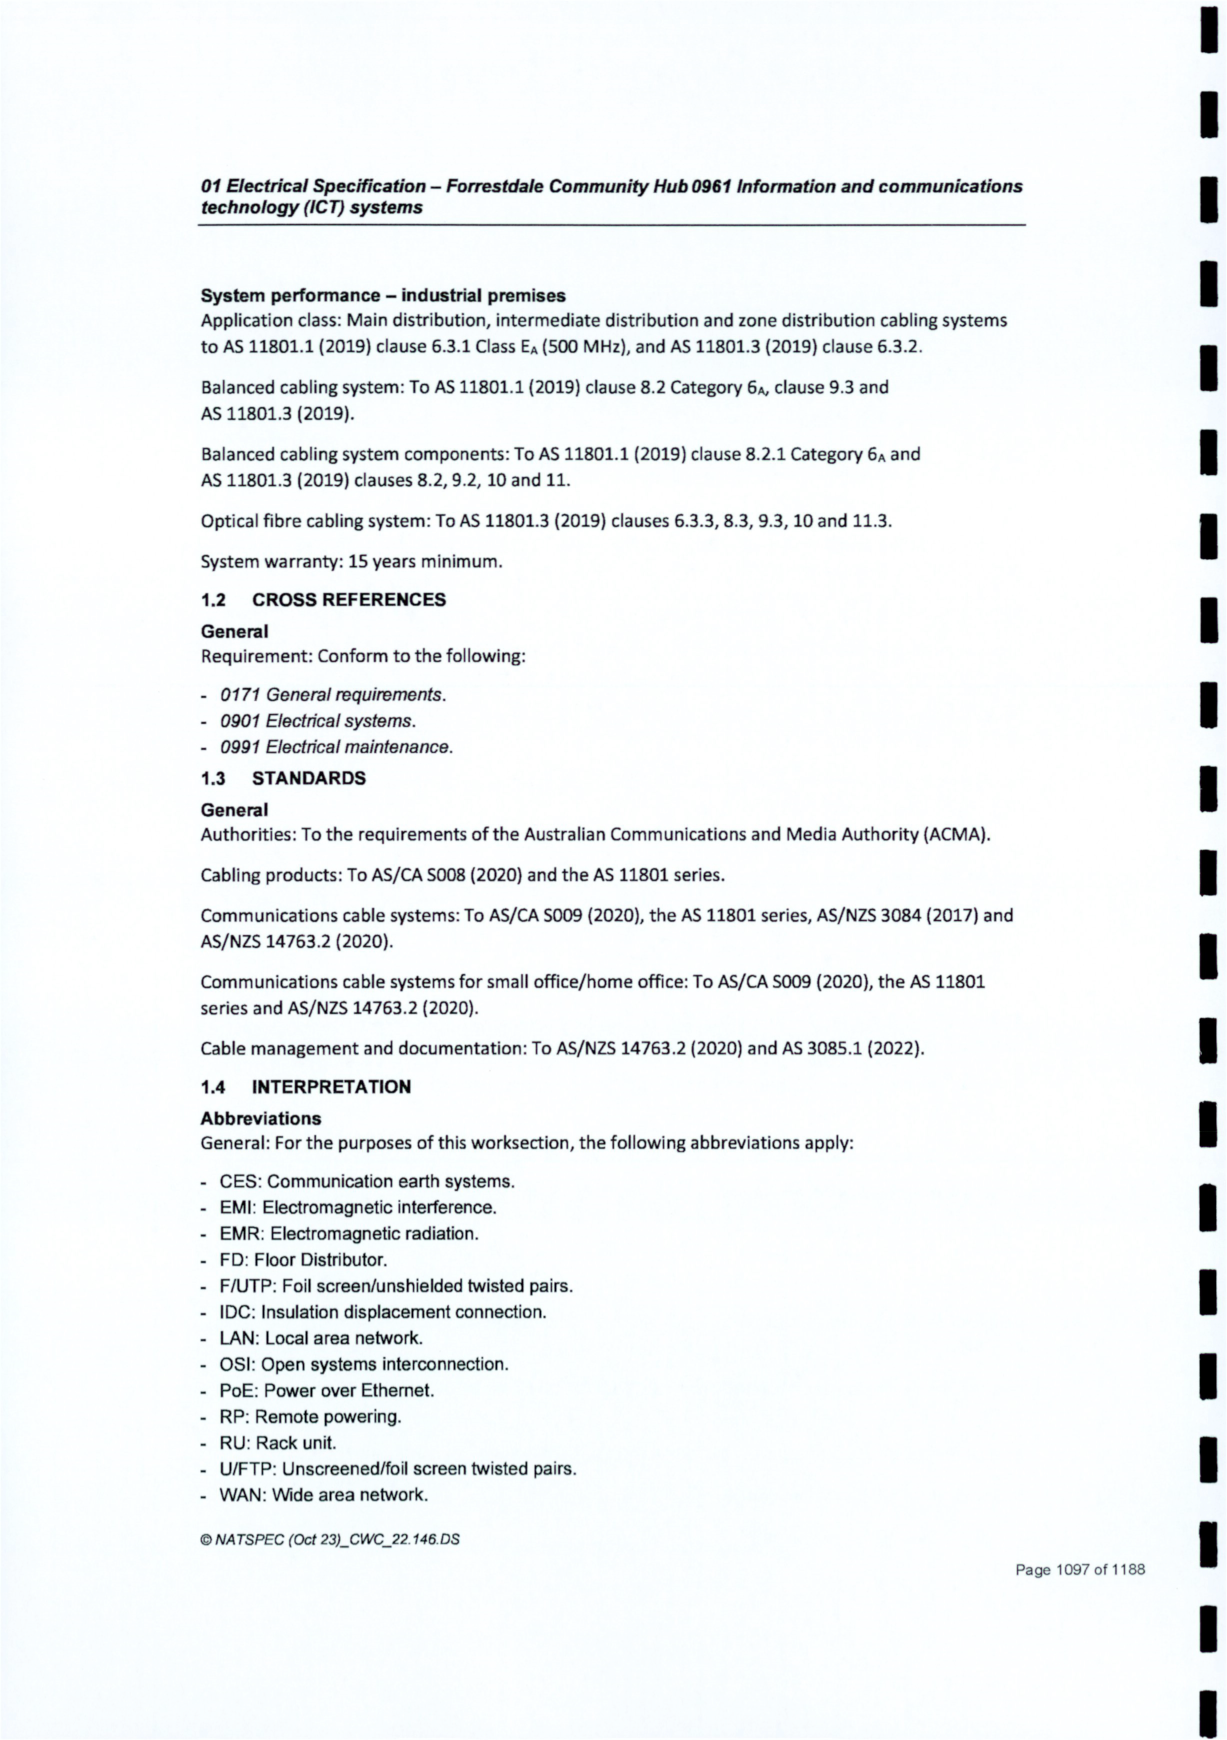 01 Electrical Specification – Forrestdale Community Hub 0961 Information and communications
technology (ICT) systems
System performance – industrial premises
Application class: Main distribution, intermediate distribution and zone distribution cabling systems
to AS 11801.1 (2019) clause 6.3.1 Class EA (500 MHz), and AS 11801.3 (2019) clause 6.3.2.
Balanced cabling system: To AS 11801.1 (2019) clause 8.2 Category 6A, clause 9.3 and
AS 11801.3 (2019).
Balanced cabling system components: To AS 11801.1 (2019) clause 8.2.1 Category 6A and
AS 11801.3 (2019) clauses 8.2, 9.2, 10 and 11.
Optical fibre cabling system: To AS 11801.3 (2019) clauses 6.3.3, 8.3, 9.3, 10 and 11.3.
System warranty: 15 years minimum.
1.2 CROSS REFERENCES
General
Requirement: Conform to the following:
- 0171 General requirements.
- 0901 Electrical systems.
- 0991 Electrical maintenance.
1.3 STANDARDS
General
Authorities: To the requirements of the Australian Communications and Media Authority (ACMA).
Cabling products: To AS/CA S008 (2020) and the AS 11801 series.
Communications cable systems: To AS/CA S009 (2020), the AS 11801 series, AS/NZS 3084 (2017) and
AS/NZS 14763.2 (2020).
Communications cable systems for small office/home office: To AS/CA S009 (2020), the AS 11801
series and AS/NZS 14763.2 (2020).
Cable management and documentation: To AS/NZS 14763.2 (2020) and AS 3085.1 (2022).
1.4 INTERPRETATION
Abbreviations
General: For the purposes of this worksection, the following abbreviations apply:
- CES: Communication earth systems.
- EMI: Electromagnetic interference.
- EMR: Electromagnetic radiation.
- FD: Floor Distributor.
- F/UTP: Foil screen/unshielded twisted pairs.
- IDC: Insulation displacement connection.
- LAN: Local area network.
- OSI: Open systems interconnection.
- PoE: Power over Ethernet.
- RP: Remote powering.
- RU: Rack unit.
- U/FTP: Unscreened/foil screen twisted pairs.
- WAN: Wide area network.
© NATSPEC (Oct 23)_CWC_22.146.DS
Page 1097 of 1188